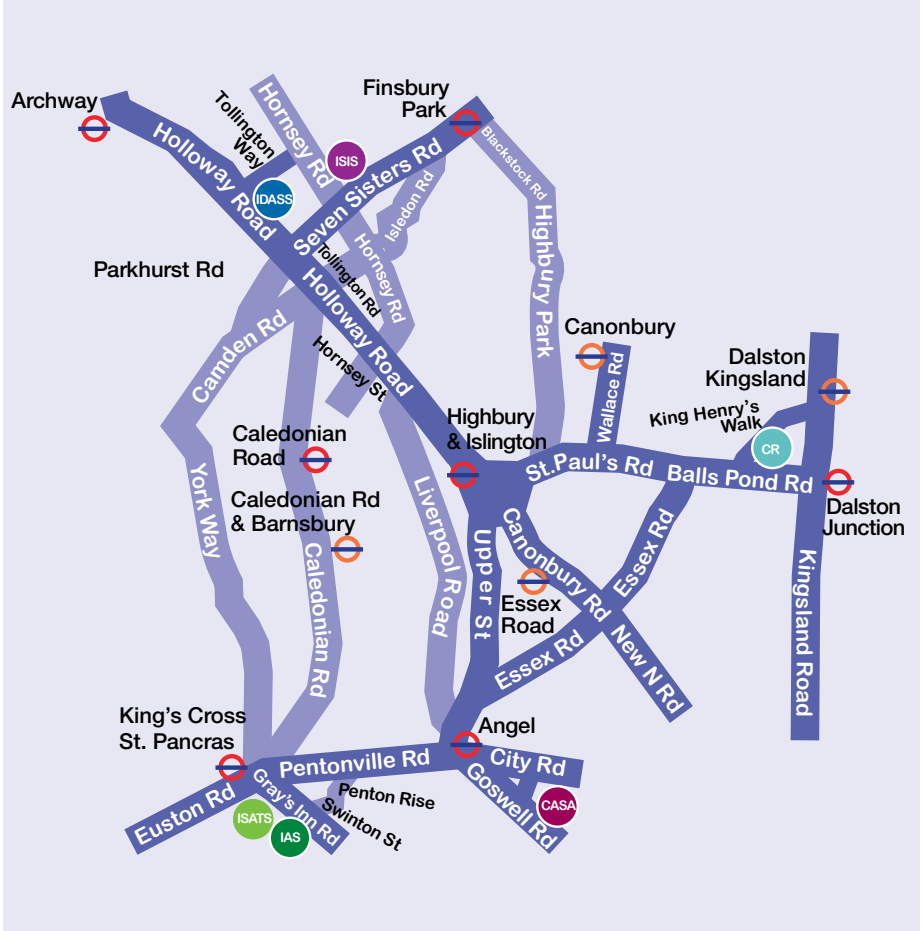 Archway
Finsbury
Park
Tollington
Way
Hornsey Rd
ISIS
Holloway Road
IDASS
Seven Sisters Rd
Blackstock Rd
Isledon Rd
Highbury Park
Parkhurst Rd
Tollington Rd
Hornsey Rd
Holloway Road
Camden Rd
Hornsey St
Canonbury
Wallace Rd
Dalston
Kingsland
King Henry's
Walk
CR
Highbury
& Islington
Caledonian
Road
St.Paul's Rd
Balls Pond Rd
Dalston
Junction
Caledonian Rd
& Barnsbury
York Way
Caledonian Rd
Liverpool Road
Upper St
Canonbury Rd
Essex Rd
Essex
Road
Essex Rd
New N Rd
Kingsland Road
King's Cross
St. Pancras
Angel
Pentonville Rd
City Rd
Euston Rd
Gray's Inn Rd
Penton Rise
Swinton St
Goswell Rd
CASA
ISATS
IAS